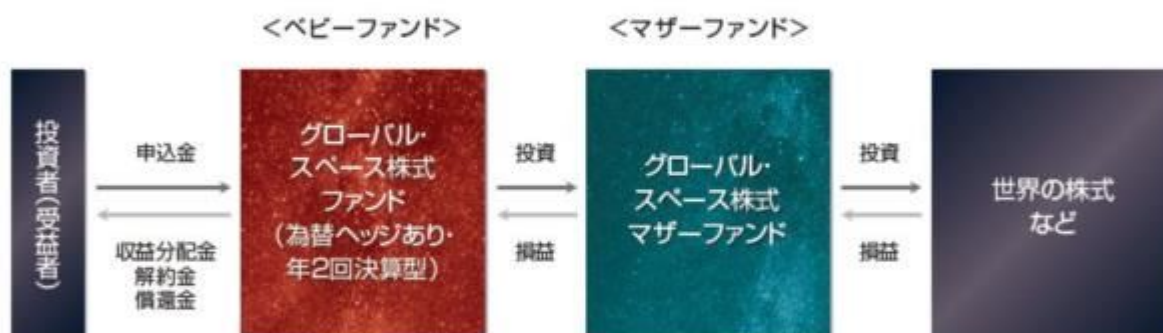 <ベビーファンド>
<マザーファンド>
投資者(受益者)
申込金
収益分配金
解約金
償還金
グローバル・
スペース株式
ファンド
(為替ヘッジあり・
年2回決算型)
投資
損益
グローバル・
スペース株式
マザーファンド
投資
損益
世界の株式
など